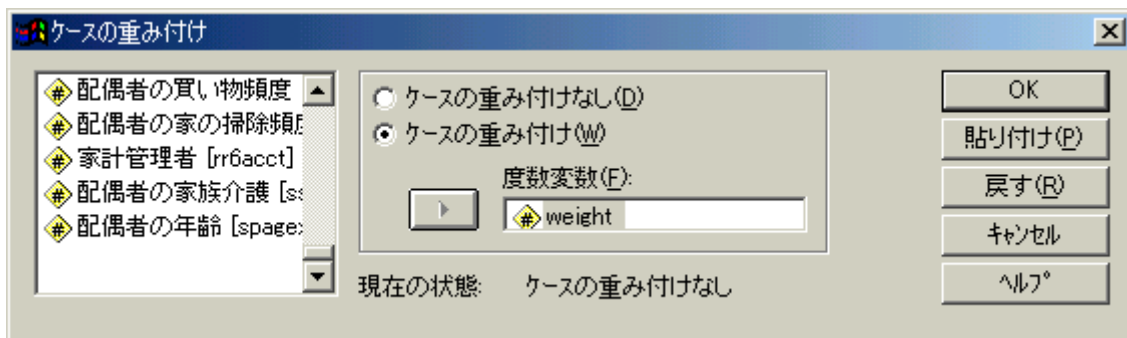 ケースの重み付け
配偶者の買い物頻度
配偶者の家の掃除頻度
家計管理者 [rr6acct]
配偶者の家族介護 [ss
配偶者の年齢 [spage
ケースの重み付けなし(D)
ケースの重み付け(W)
度数変数(F):
weight
現在の状態: ケースの重み付けなし
OK
貼り付け(P)
戻す(R)
キャンセル
ヘルプ